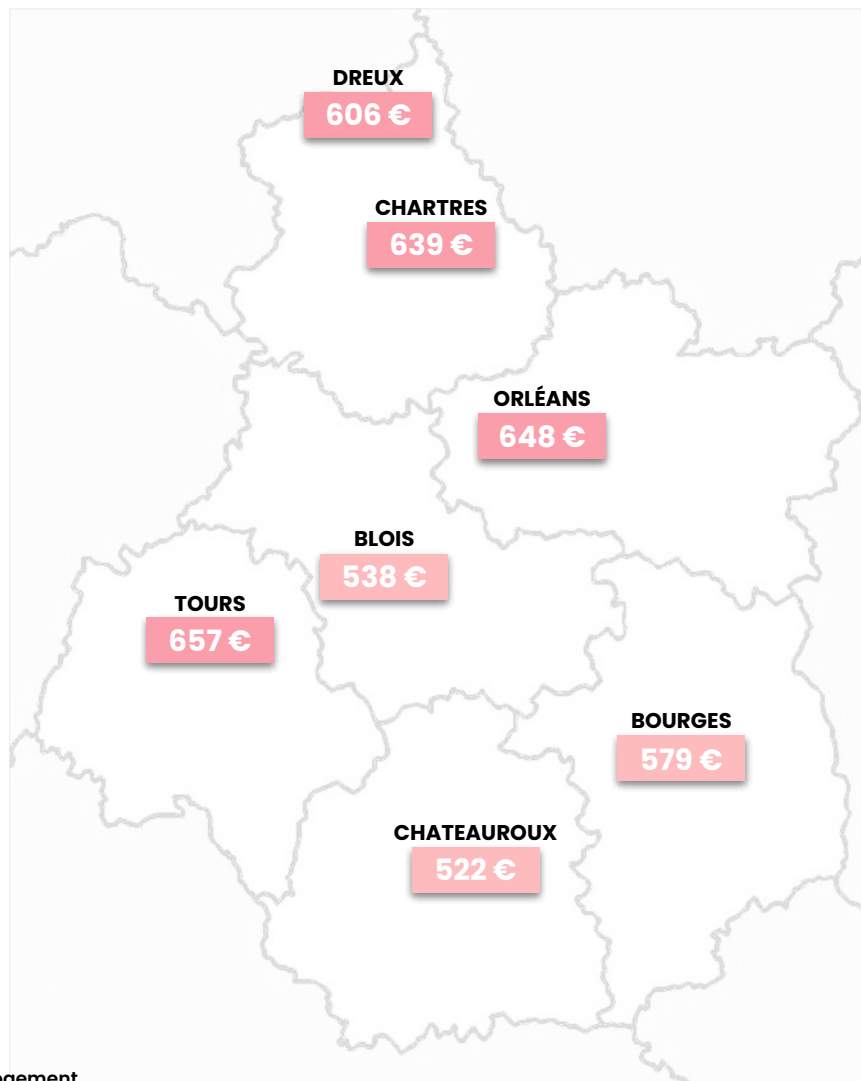 DREUX
606 €
CHARTRES
639 €
ORLÉANS
648 €
BLOIS
538 €
TOURS
657 €
BOURGES
579 €
CHATEAUROUX
522 €